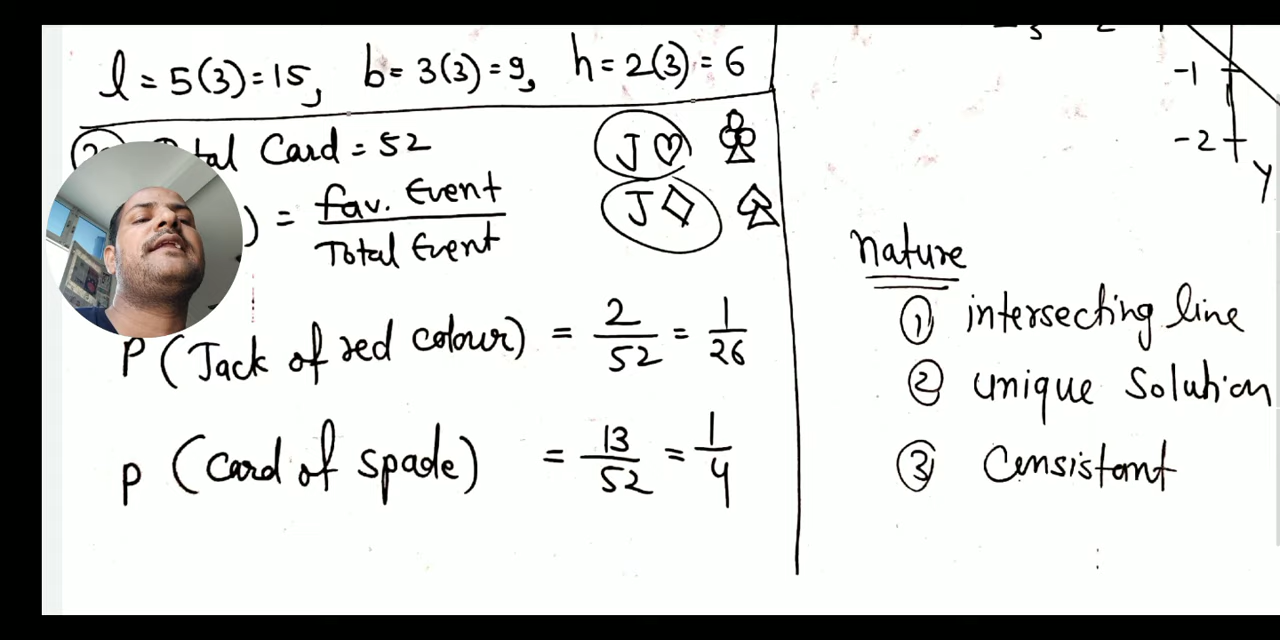 l = 5(3) = 15, b = 3(3) = 9, h = 2(3) = 6
tal Card = 52
J♡
) = fav. Event / Total Event
J♢
P (Jack of red colour) = 2/52 = 1/26
P (Card of spade) = 13/52 = 1/4
-1
-2
y
nature
① intersecting line
② unique Solution
③ Consistant